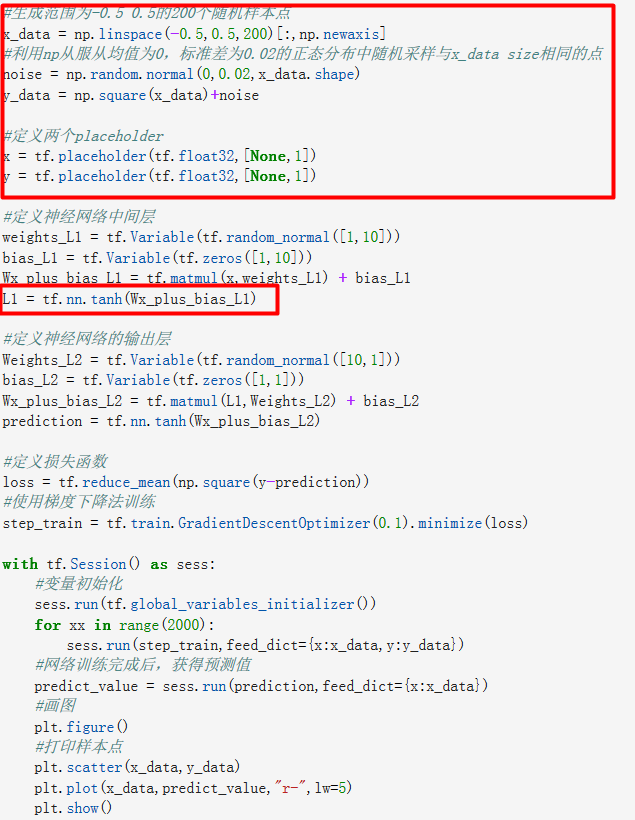 #生成范围为-0.5 0.5的200个随机样本点
x_data = np.linspace(-0.5,0.5,200)[:,np.newaxis]
#利用np从服从均值为0，标准差为0.02的正态分布中随机采样与x_data size相同的点
noise = np.random.normal(0,0.02,x_data.shape)
y_data = np.square(x_data)+noise
#定义两个placeholder
x = tf.placeholder(tf.float32,[None,1])
y = tf.placeholder(tf.float32,[None,1])
#定义神经网络中间层
weights_L1 = tf.Variable(tf.random_normal([1,10]))
bias_L1 = tf.Variable(tf.zeros([1,10]))
Wx_plus_bias_L1 = tf.matmul(x,weights_L1) + bias_L1
L1 = tf.nn.tanh(Wx_plus_bias_L1)
#定义神经网络的输出层
Weights_L2 = tf.Variable(tf.random_normal([10,1]))
bias_L2 = tf.Variable(tf.zeros([1,1]))
Wx_plus_bias_L2 = tf.matmul(L1,Weights_L2) + bias_L2
prediction = tf.nn.tanh(Wx_plus_bias_L2)
#定义损失函数
loss = tf.reduce_mean(np.square(y-prediction))
#使用梯度下降法训练
step_train = tf.train.GradientDescentOptimizer(0.1).minimize(loss)
with tf.Session() as sess:
    #变量初始化
    sess.run(tf.global_variables_initializer())
    for xx in range(2000):
        sess.run(step_train,feed_dict={x:x_data,y:y_data})
    #网络训练完成后，获得预测值
    predict_value = sess.run(prediction,feed_dict={x:x_data})
    #画图
    plt.figure()
    #打印样本点
    plt.scatter(x_data,y_data)
    plt.plot(x_data,predict_value,"r-",lw=5)
    plt.show()